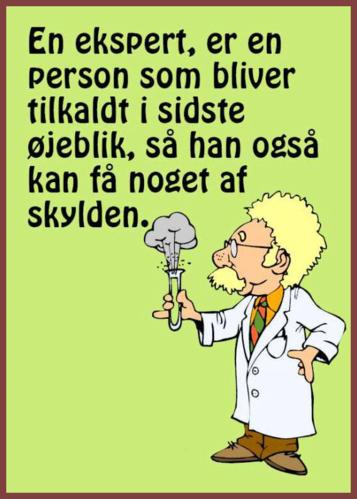 En ekspert, er en
person som bliver
tilkaldt i sidste
øjeblik, så han også
kan få noget af
skylden.